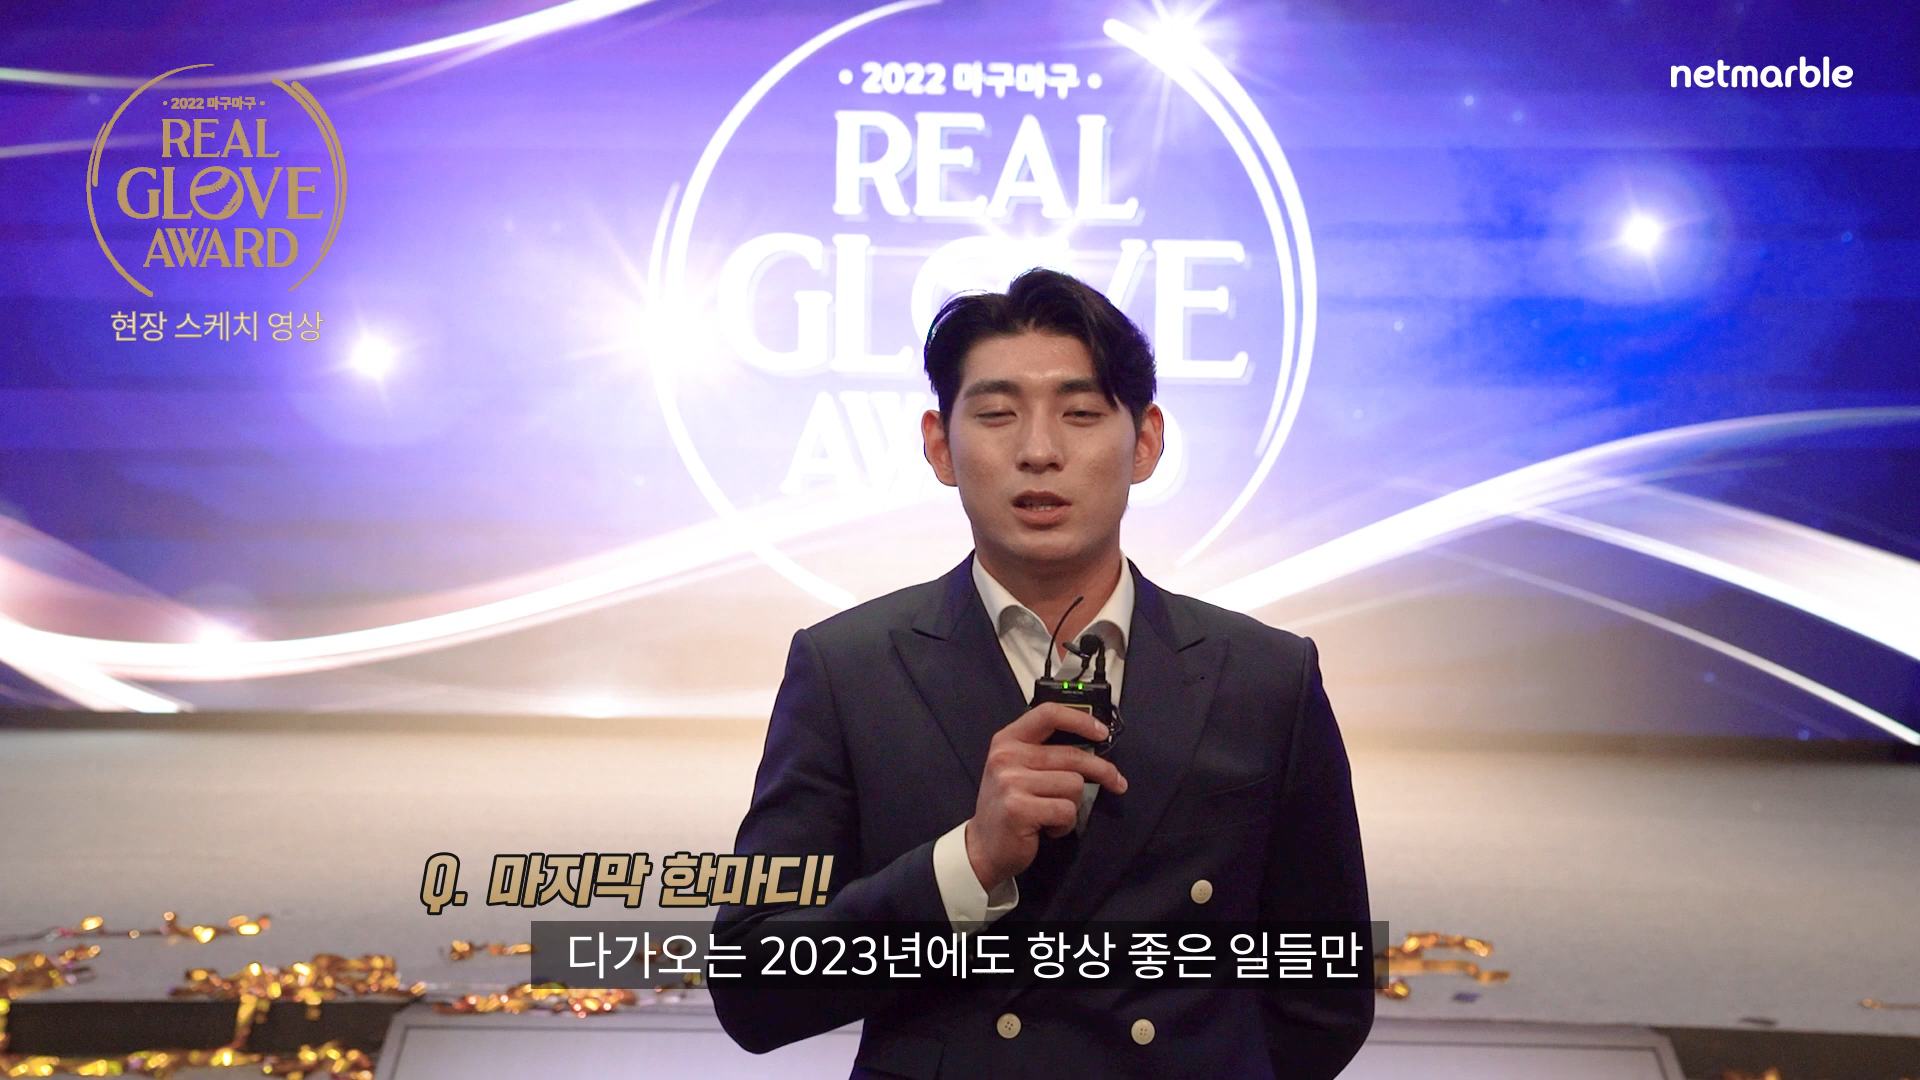 • 2022 마구마구 •
REAL
GLOVE
AWARD
현장 스케치 영상
• 2022 마구마구 •
REAL
GLOVE
netmarble
Q. 마지막 한마디!
다가오는 2023년에도 항상 좋은 일들만